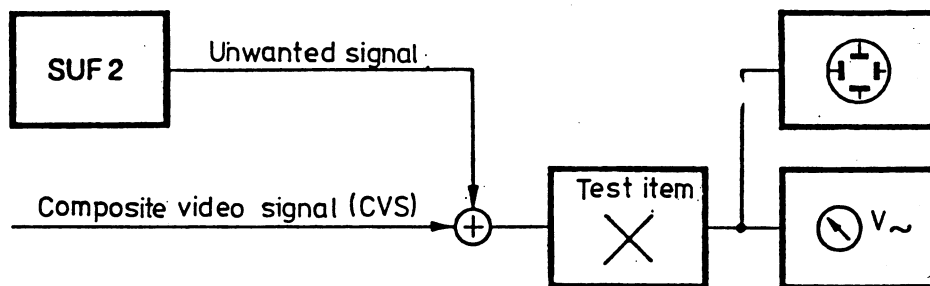 SUF 2
Unwanted signal
Composite video signal (CVS)
Test item
V~